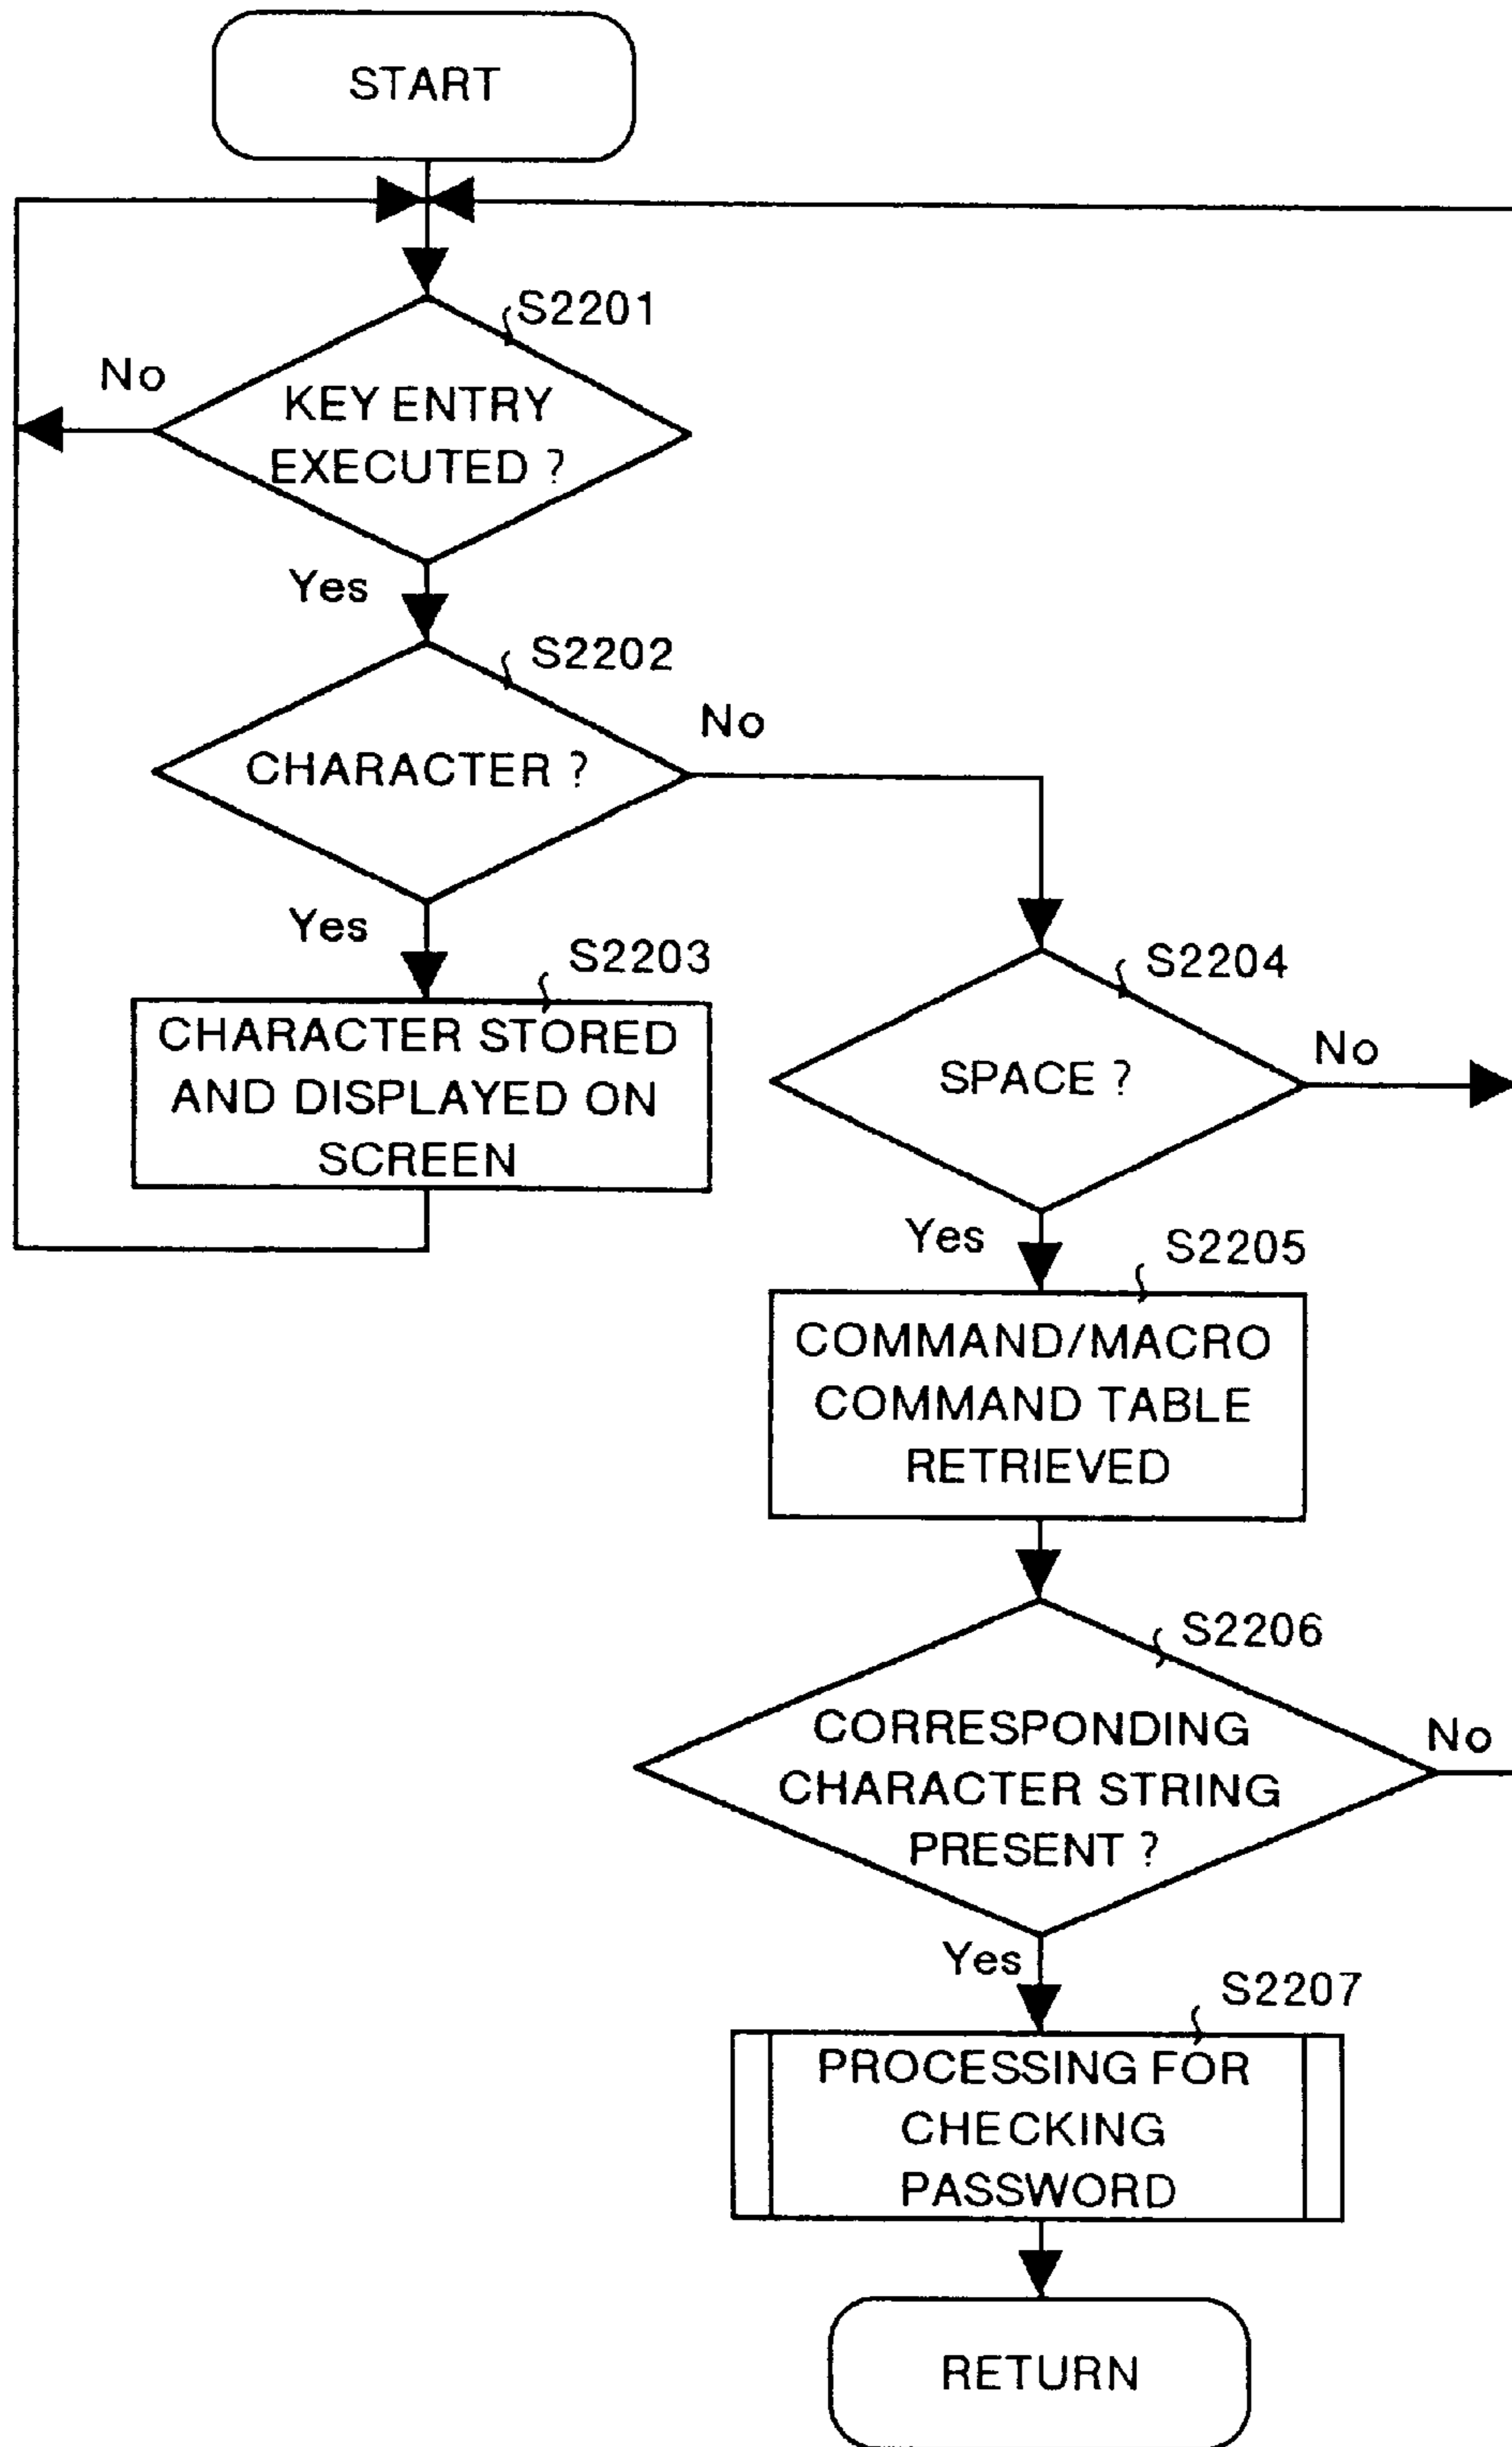 START
S2201
No
KEY ENTRY
EXECUTED ?
Yes
S2202
No
CHARACTER ?
Yes
S2203
CHARACTER STORED
AND DISPLAYED ON
SCREEN
S2204
No
SPACE ?
Yes
S2205
COMMAND/MACRO
COMMAND TABLE
RETRIEVED
S2206
CORRESPONDING
No
CHARACTER STRING
PRESENT ?
Yes
S2207
PROCESSING FOR
CHECKING
PASSWORD
RETURN